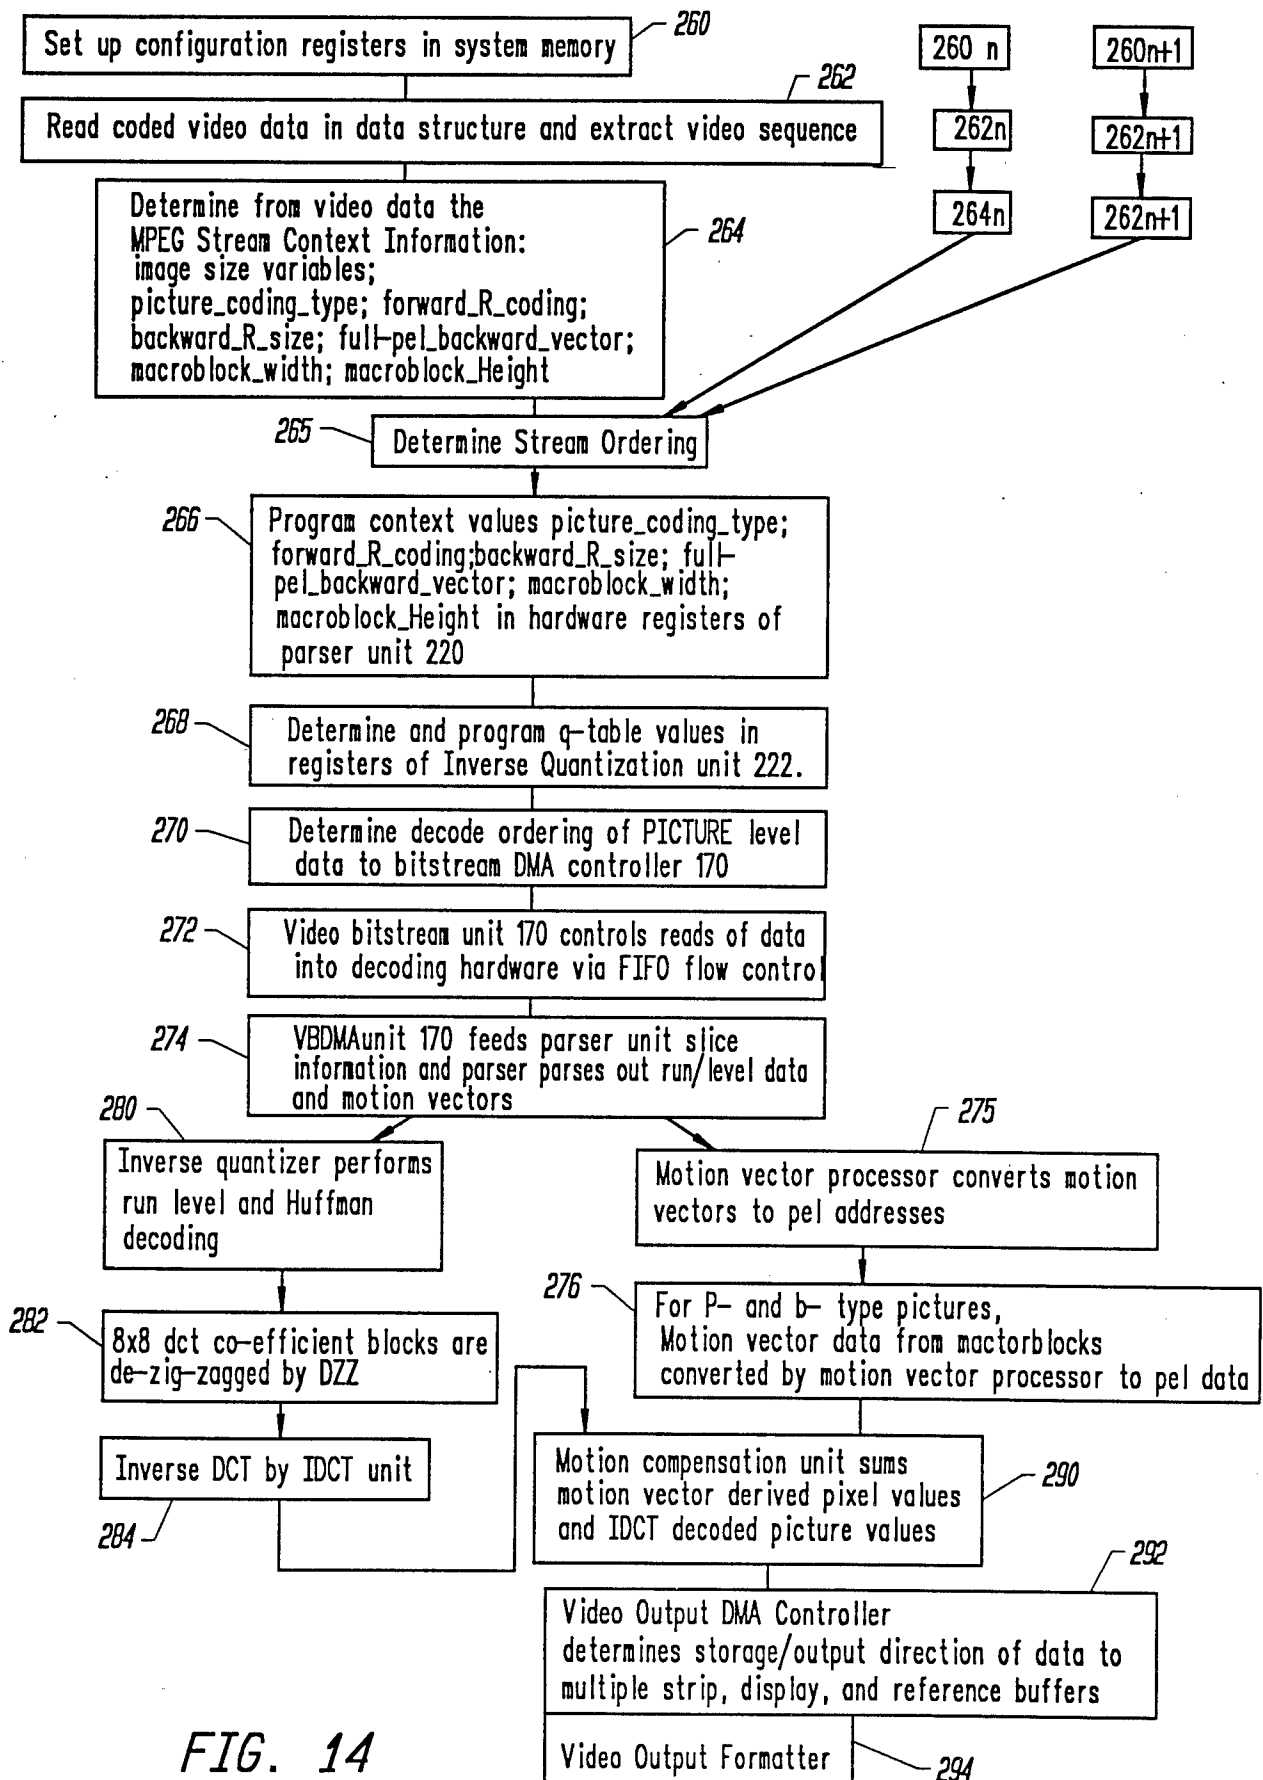 Set up configuration registers in system memory
260
260 n
260n+1
262
Read coded video data in data structure and extract video sequence
262n
262n+1
Determine from video data the
MPEG Stream Context Information:
image size variables;
picture_coding_type; forward_R_coding;
backward_R_size; full-pel_backward_vector;
macroblock_width; macroblock_Height
264
264n
262n+1
265
Determine Stream Ordering
266
Program context values picture_coding_type;
forward_R_coding;backward_R_size; full-
pel_backward_vector; macroblock_width;
macroblock_Height in hardware registers of
parser unit 220
268
Determine and program q-table values in
registers of Inverse Quantization unit 222.
270
Determine decode ordering of PICTURE level
data to bitstream DMA controller 170
272
Video bitstream unit 170 controls reads of data
into decoding hardware via FIFO flow control
274
VBDMAunit 170 feeds parser unit slice
information and parser parses out run/level data
and motion vectors
280
Inverse quantizer performs
run level and Huffman
decoding
275
Motion vector processor converts motion
vectors to pel addresses
282
8x8 dct co-efficient blocks are
de-zig-zagged by DZZ
276
For P- and b- type pictures,
Motion vector data from mactorblocks
converted by motion vector processor to pel data
Inverse DCT by IDCT unit
284
Motion compensation unit sums
motion vector derived pixel values
and IDCT decoded picture values
290
292
Video Output DMA Controller
determines storage/output direction of data to
multiple strip, display, and reference buffers
Video Output Formatter
294
FIG. 14